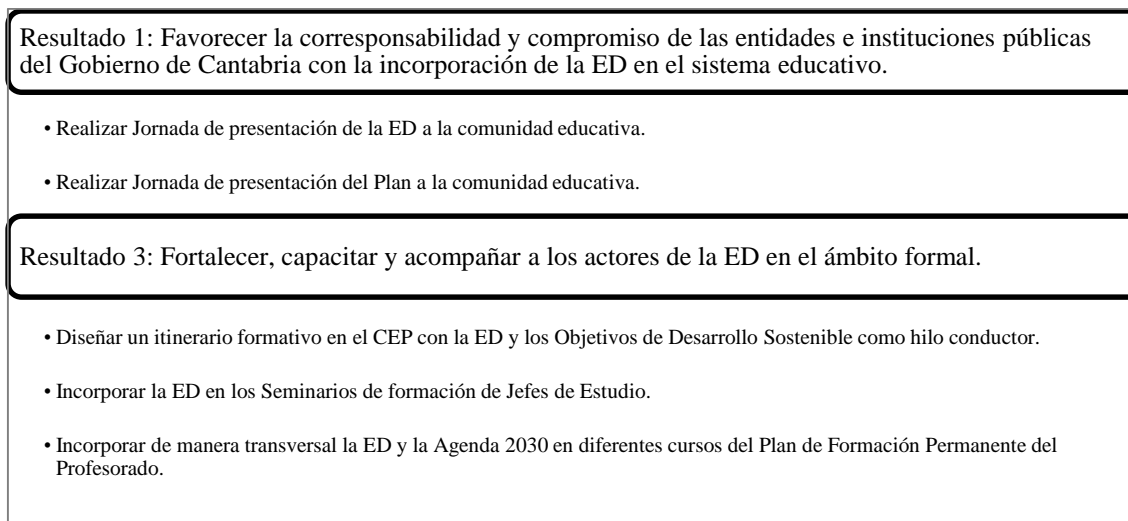 Resultado 1: Favorecer la corresponsabilidad y compromiso de las entidades e instituciones públicas
del Gobierno de Cantabria con la incorporación de la ED en el sistema educativo.
• Realizar Jornada de presentación de la ED a la comunidad educativa.
• Realizar Jornada de presentación del Plan a la comunidad educativa.
Resultado 3: Fortalecer, capacitar y acompañar a los actores de la ED en el ámbito formal.
• Diseñar un itinerario formativo en el CEP con la ED y los Objetivos de Desarrollo Sostenible como hilo conductor.
• Incorporar la ED en los Seminarios de formación de Jefes de Estudio.
• Incorporar de manera transversal la ED y la Agenda 2030 en diferentes cursos del Plan de Formación Permanente del
Profesorado.